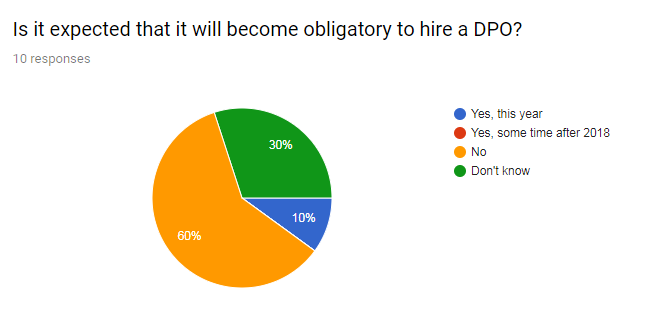 Is it expected that it will become obligatory to hire a DPO?
10 responses
30%
10%
60%
Yes, this year
Yes, some time after 2018
No
Don't know